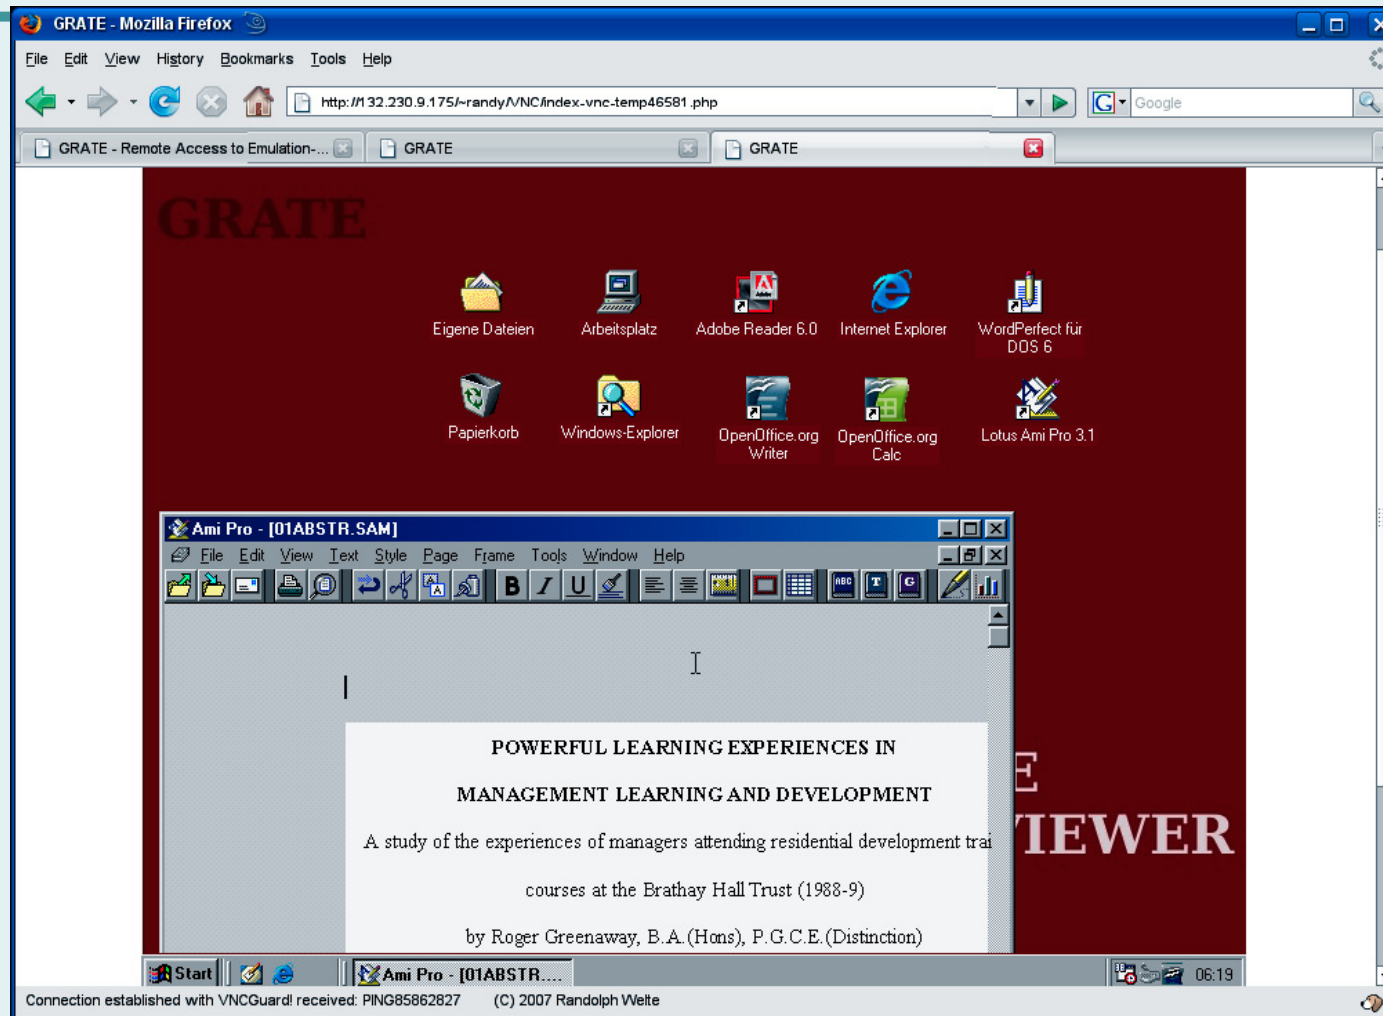 GRATE - Mozilla Firefox
File Edit View History Bookmarks Tools Help
http://132.230.9.175/~randy/VNC/index-vnc-temp46581.php
Google
GRATE - Remote Access to Emulation-...
GRATE
GRATE
GRATE
Eigene Dateien
Arbeitsplatz
Adobe Reader 6.0
Internet Explorer
WordPerfect für
DOS 6
Papierkorb
Windows-Explorer
OpenOffice.org
Writer
OpenOffice.org
Calc
Lotus Ami Pro 3.1
Ami Pro - [01ABSTR.SAM]
File Edit View Text Style Page Frame Tools Window Help
B I U ABC T G
POWERFUL LEARNING EXPERIENCES IN
MANAGEMENT LEARNING AND DEVELOPMENT
A study of the experiences of managers attending residential development trai
courses at the Brathay Hall Trust (1988-9)
by Roger Greenaway, B.A.(Hons), P.G.C.E.(Distinction)
E
IEWER
Start
Ami Pro - [01ABSTR....
06:19
Connection established with VNCGuard! received: PING85862827 (C) 2007 Randolph Welte